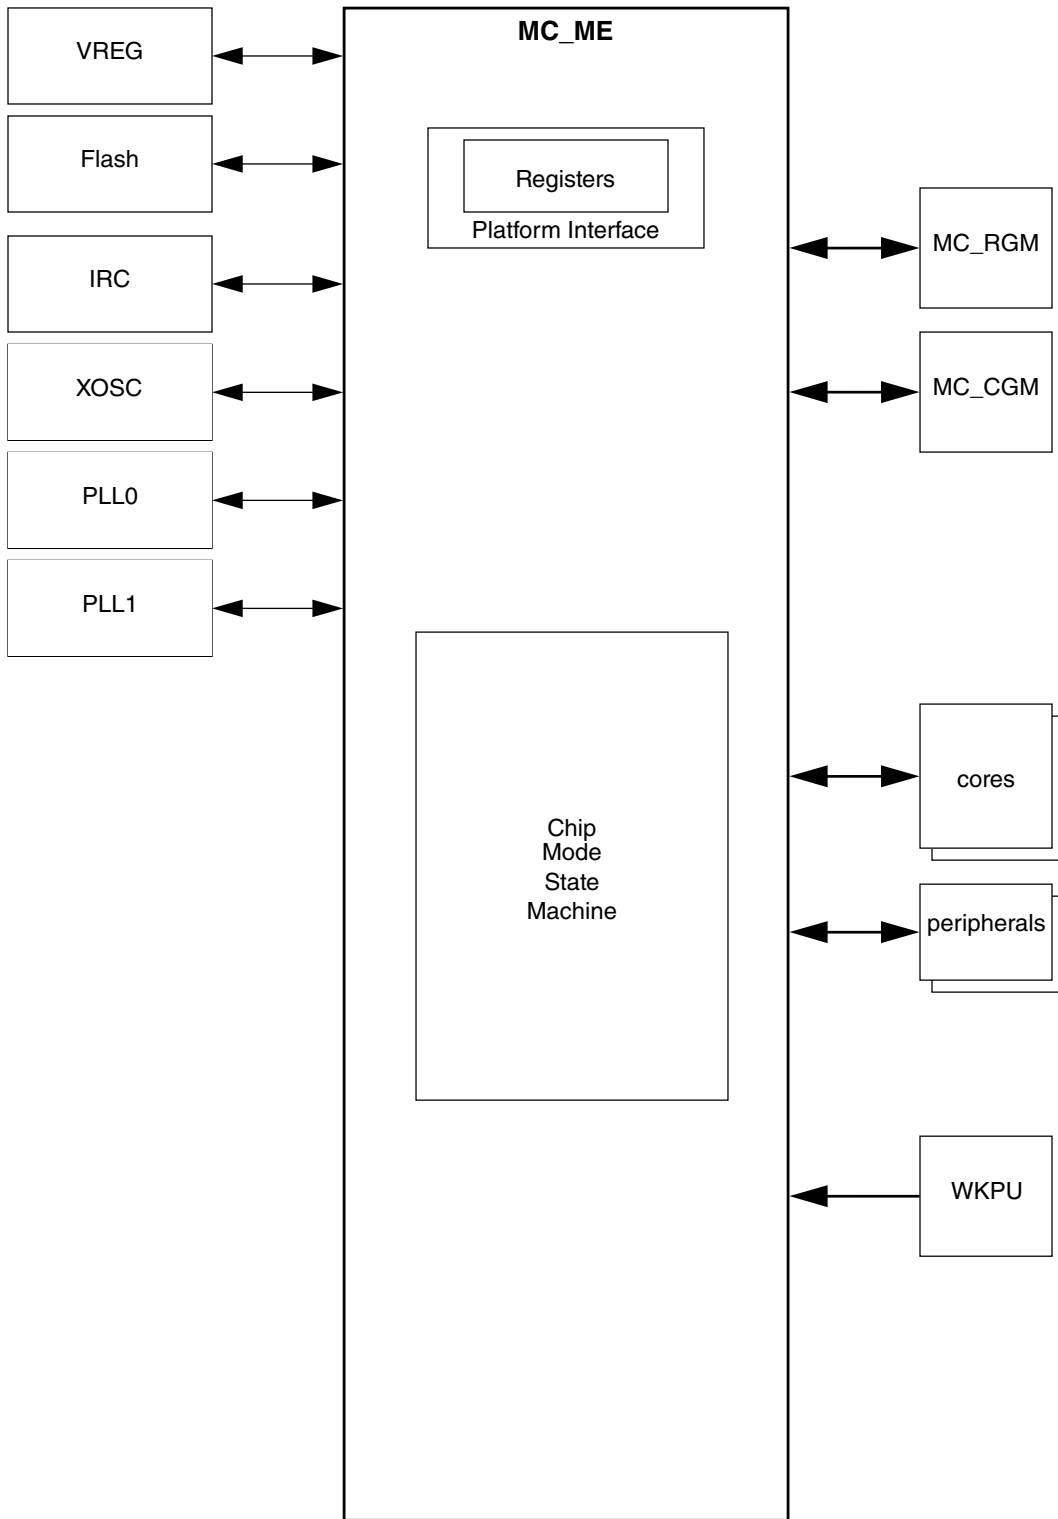 MC_ME
VREG
Flash
IRC
XOSC
PLL0
PLL1
Registers
Platform Interface
Chip
Mode
State
Machine
MC_RGM
MC_CGM
cores
peripherals
WKPU